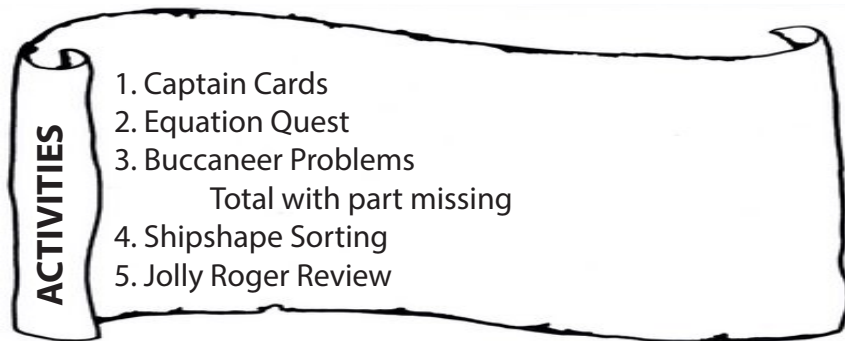 ACTIVITIES
1. Captain Cards
2. Equation Quest
3. Buccaneer Problems
Total with part missing
4. Shipshape Sorting
5. Jolly Roger Review